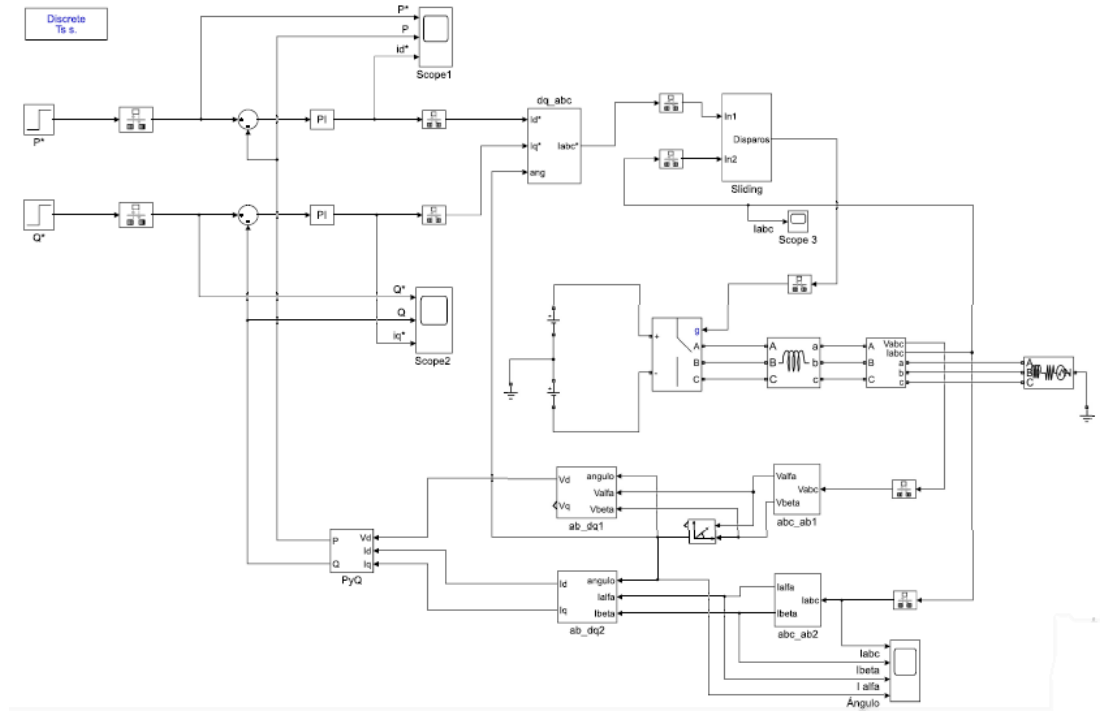 Discrete
Ts s.
P*
P
id*
Scope1
P*
PI
dq_abc
Id*
Iq*
ang
Iabc*
In1
In2
Disparos
Sliding
Q*
PI
Iabc
Scope 3
Q*
Q
iq*
Scope2
+
-
g
A
B
C
A
B
C
a
b
c
A
B
C
Vabc
Iabc
a
b
c
A
B
C
Vd
Vq
angulo
Valfa
Vbeta
ab_dq1
Valfa
Vbeta
Vabc
abc_ab1
P
Q
Vd
Id
Iq
PyQ
Id
Iq
angulo
Ialfa
Ibeta
ab_dq2
Ialfa
Ibeta
Iabc
abc_ab2
Iabc
Ibeta
I alfa
Ángulo